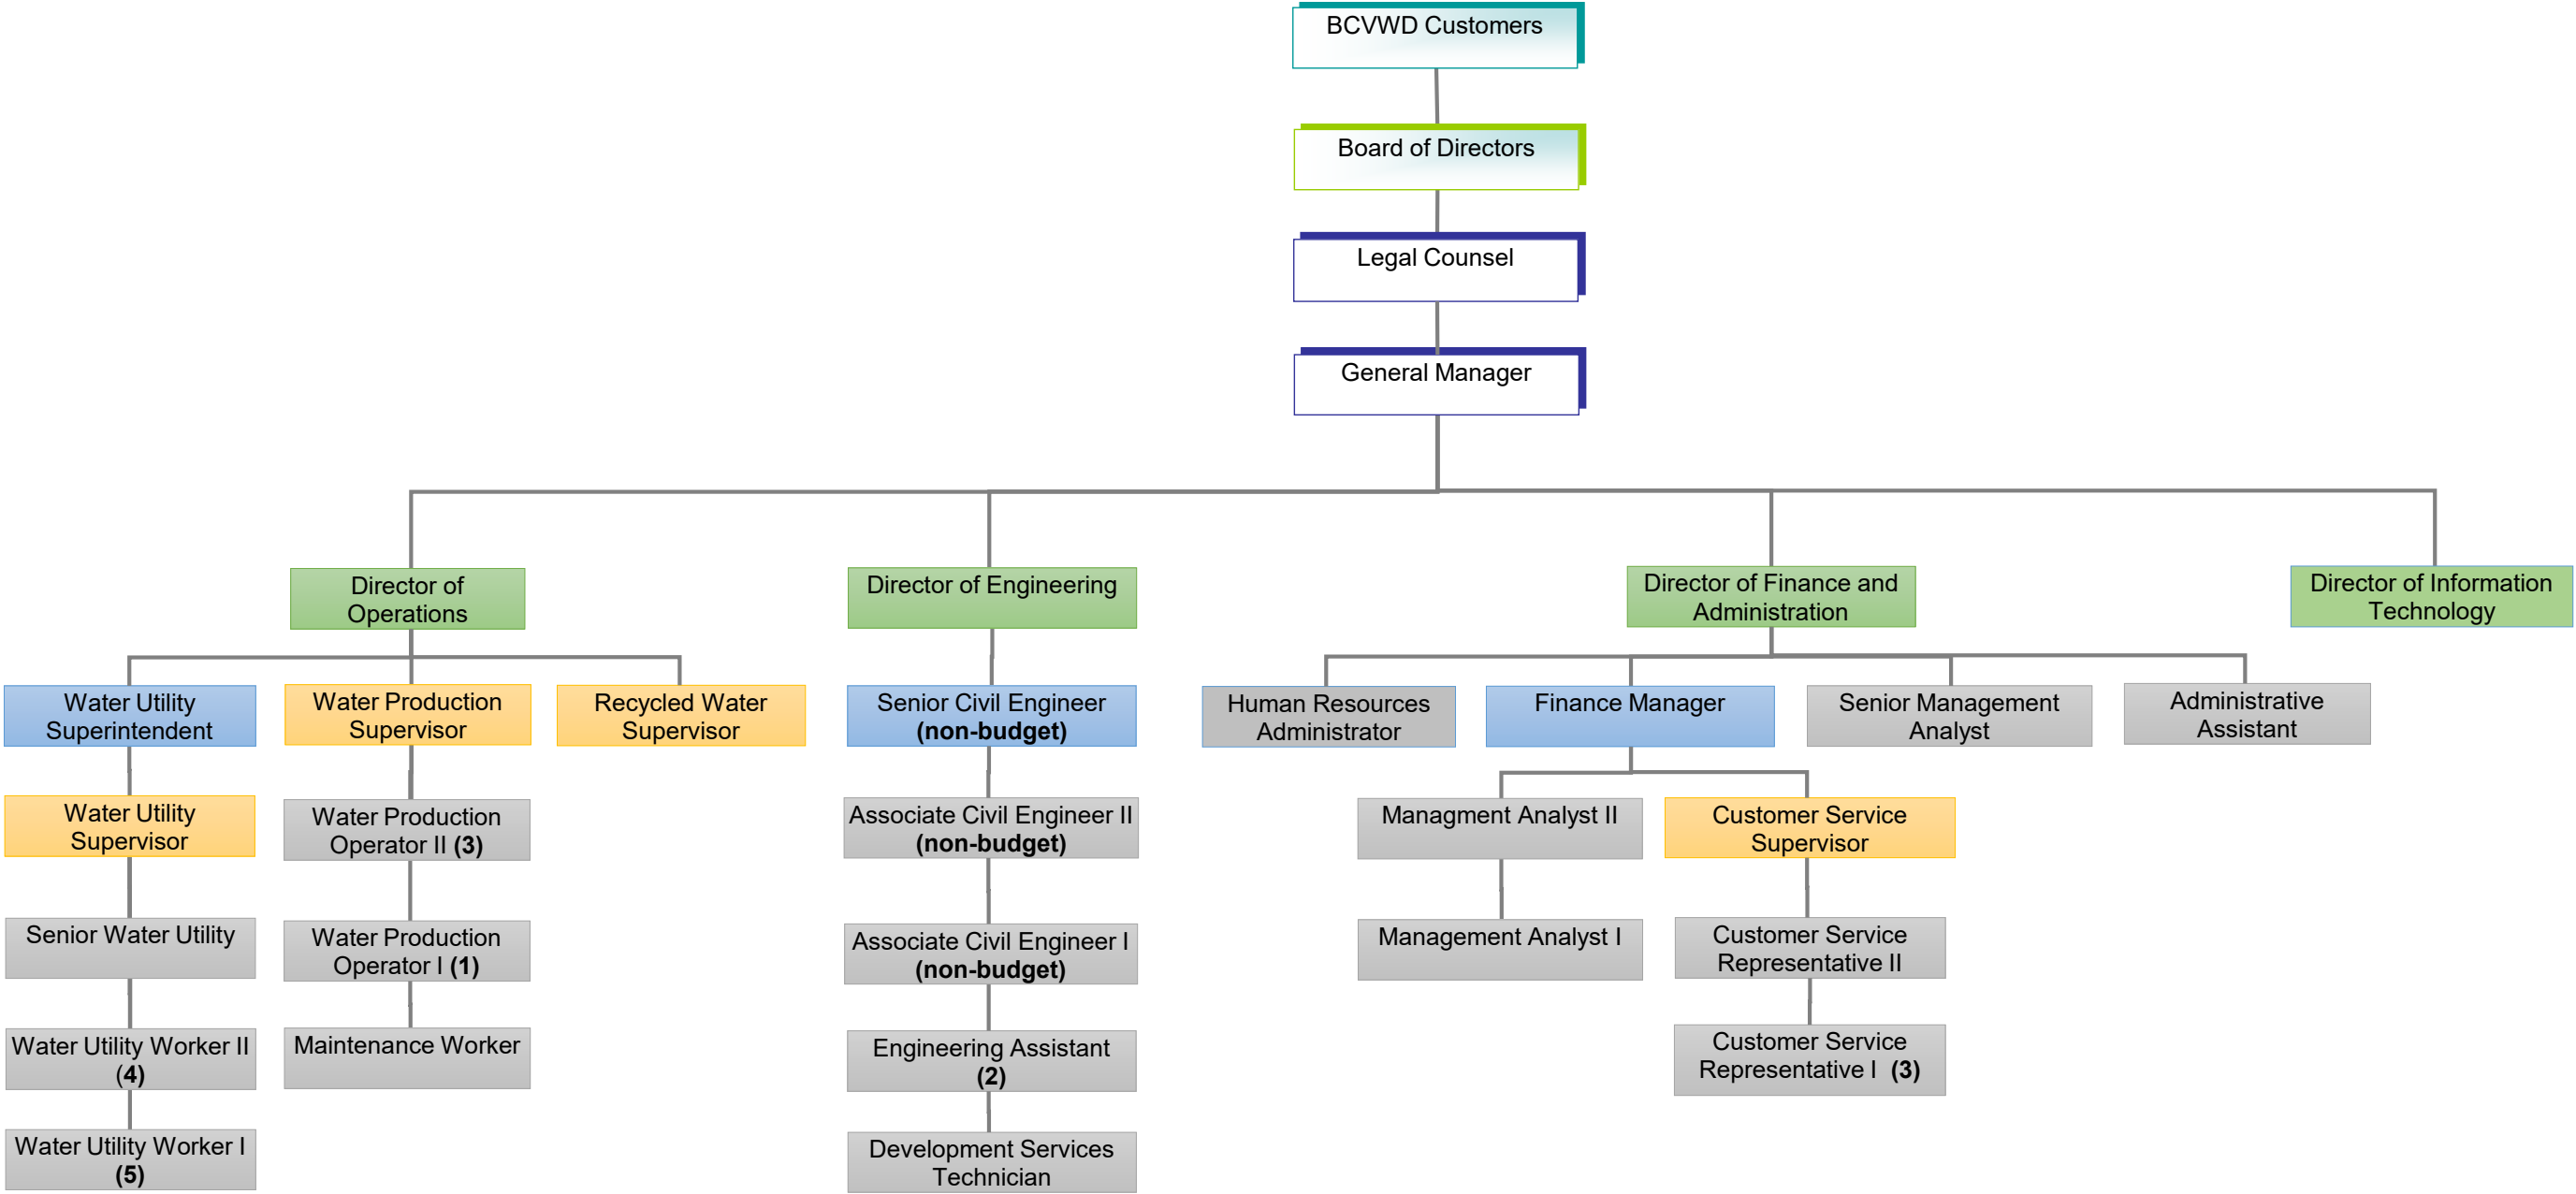 BCVWD Customers
Board of Directors
Legal Counsel
General Manager
Director of
Operations
Director of Engineering
Director of Finance and
Administration
Director of Information
Technology
Water Utility
Superintendent
Water Production
Supervisor
Recycled Water
Supervisor
Senior Civil Engineer
(non-budget)
Human Resources
Administrator
Finance Manager
Senior Management
Analyst
Administrative
Assistant
Water Utility
Supervisor
Water Production
Operator II (3)
Associate Civil Engineer II
(non-budget)
Managment Analyst II
Customer Service
Supervisor
Senior Water Utility
Water Production
Operator I (1)
Associate Civil Engineer I
(non-budget)
Management Analyst I
Customer Service
Representative II
Water Utility Worker II
(4)
Maintenance Worker
Engineering Assistant
(2)
Customer Service
Representative I (3)
Water Utility Worker I
(5)
Development Services
Technician